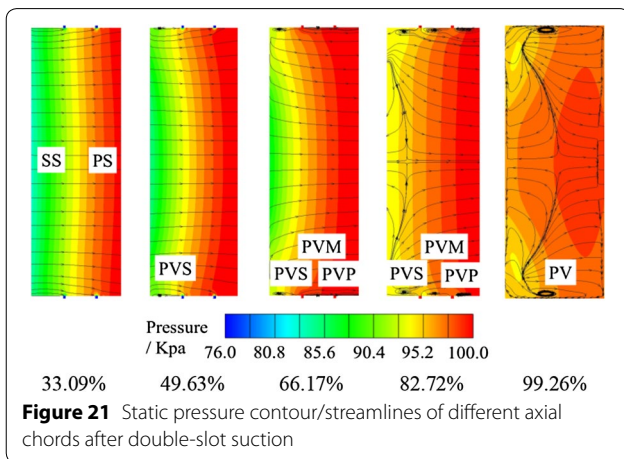 SS PS
PVM PVM
PVS PVS PVP PVS PVP PV
Pressure
/ Kpa
76.0 80.8 85.6 90.4 95.2 100.0
33.09% 49.63% 66.17% 82.72% 99.26%
Figure 21 Static pressure contour/streamlines of different axial
chords after double-slot suction